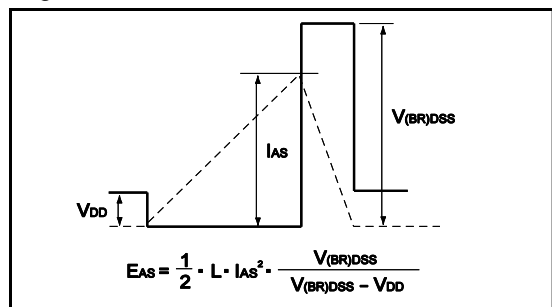 V(BR)DSS
IAS
VDD
EAS = 1/2 · L · IAS² · V(BR)DSS / V(BR)DSS – VDD